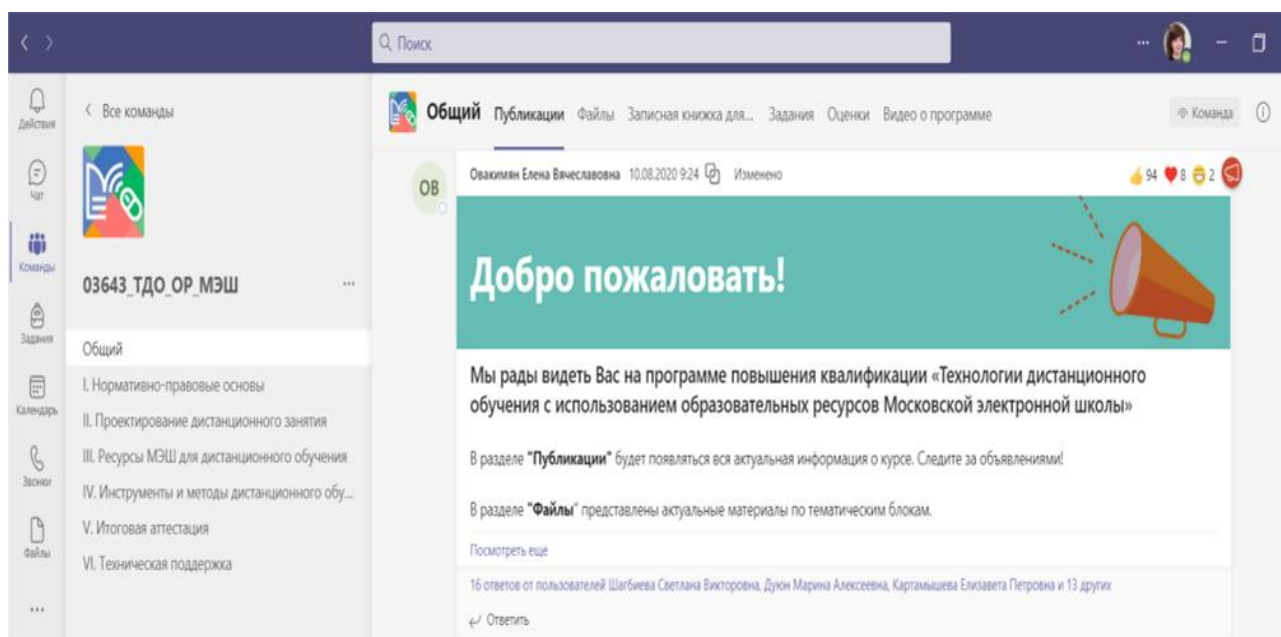 Поиск
Действия
Чат
Команды
Задания
Календарь
Звонки
Файлы
Все команды
03643_ТДО_ОР_МЭШ
Общий
I. Нормативно-правовые основы
II. Проектирование дистанционного занятия
III. Ресурсы МЭШ для дистанционного обучения
IV. Инструменты и методы дистанционного обу...
V. Итоговая аттестация
VI. Техническая поддержка
Общий Публикации Файлы Записная книжка для... Задания Оценки Видео о программе Команда
ОВ
Овакимян Елена Вячеславовна 10.08.2020 9:24 Изменено 94 8 2
Добро пожаловать!
Мы рады видеть Вас на программе повышения квалификации «Технологии дистанционного
обучения с использованием образовательных ресурсов Московской электронной школы»
В разделе "Публикации" будет появляться вся актуальная информация о курсе. Следите за объявлениями!
В разделе "Файлы" представлены актуальные материалы по тематическим блокам.
Посмотреть еще
16 ответов от пользователей Шагбиева Светлана Викторовна, Дуюн Марина Алексеевна, Картамышева Елизавета Петровна и 13 других
Ответить